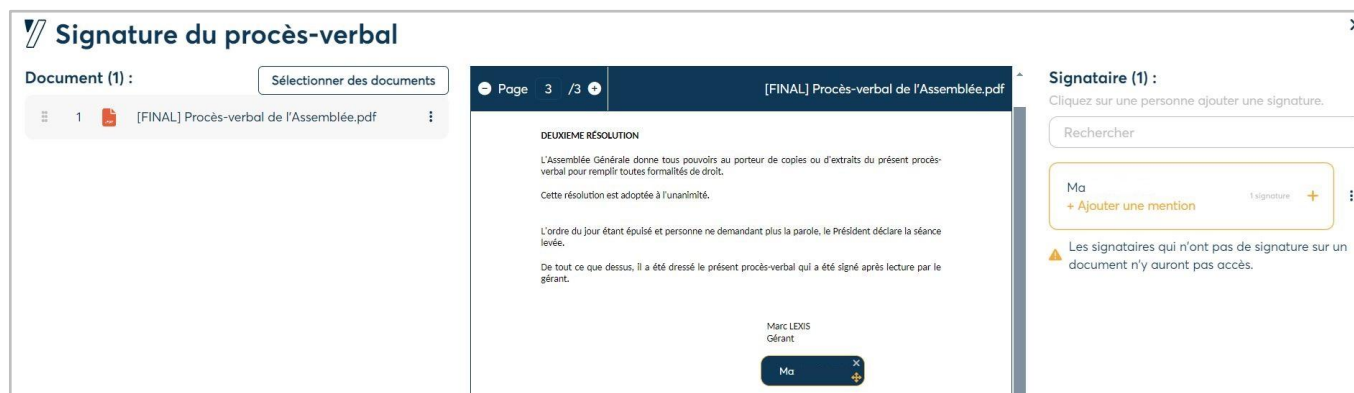 Signature du procès-verbal
Document (1) :
Sélectionner des documents
1 [FINAL] Procès-verbal de l'Assemblée.pdf
Page 3 /3
[FINAL] Procès-verbal de l'Assemblée.pdf
DEUXIEME RÉSOLUTION
L'Assemblée Générale donne tous pouvoirs au porteur de copies ou d'extraits du présent procès-
verbal pour remplir toutes formalités de droit.
Cette résolution est adoptée à l'unanimité.
L'ordre du jour étant épuisé et personne ne demandant plus la parole, le Président déclare la séance
levée.
De tout ce que dessus, il a été dressé le présent procès-verbal qui a été signé après lecture par le
gérant.
Marc LEXIS
Gérant
Ma
Signataire (1) :
Cliquez sur une personne ajouter une signature.
Rechercher
Ma
1 signature +
+ Ajouter une mention
Les signataires qui n'ont pas de signature sur un
document n'y auront pas accès.